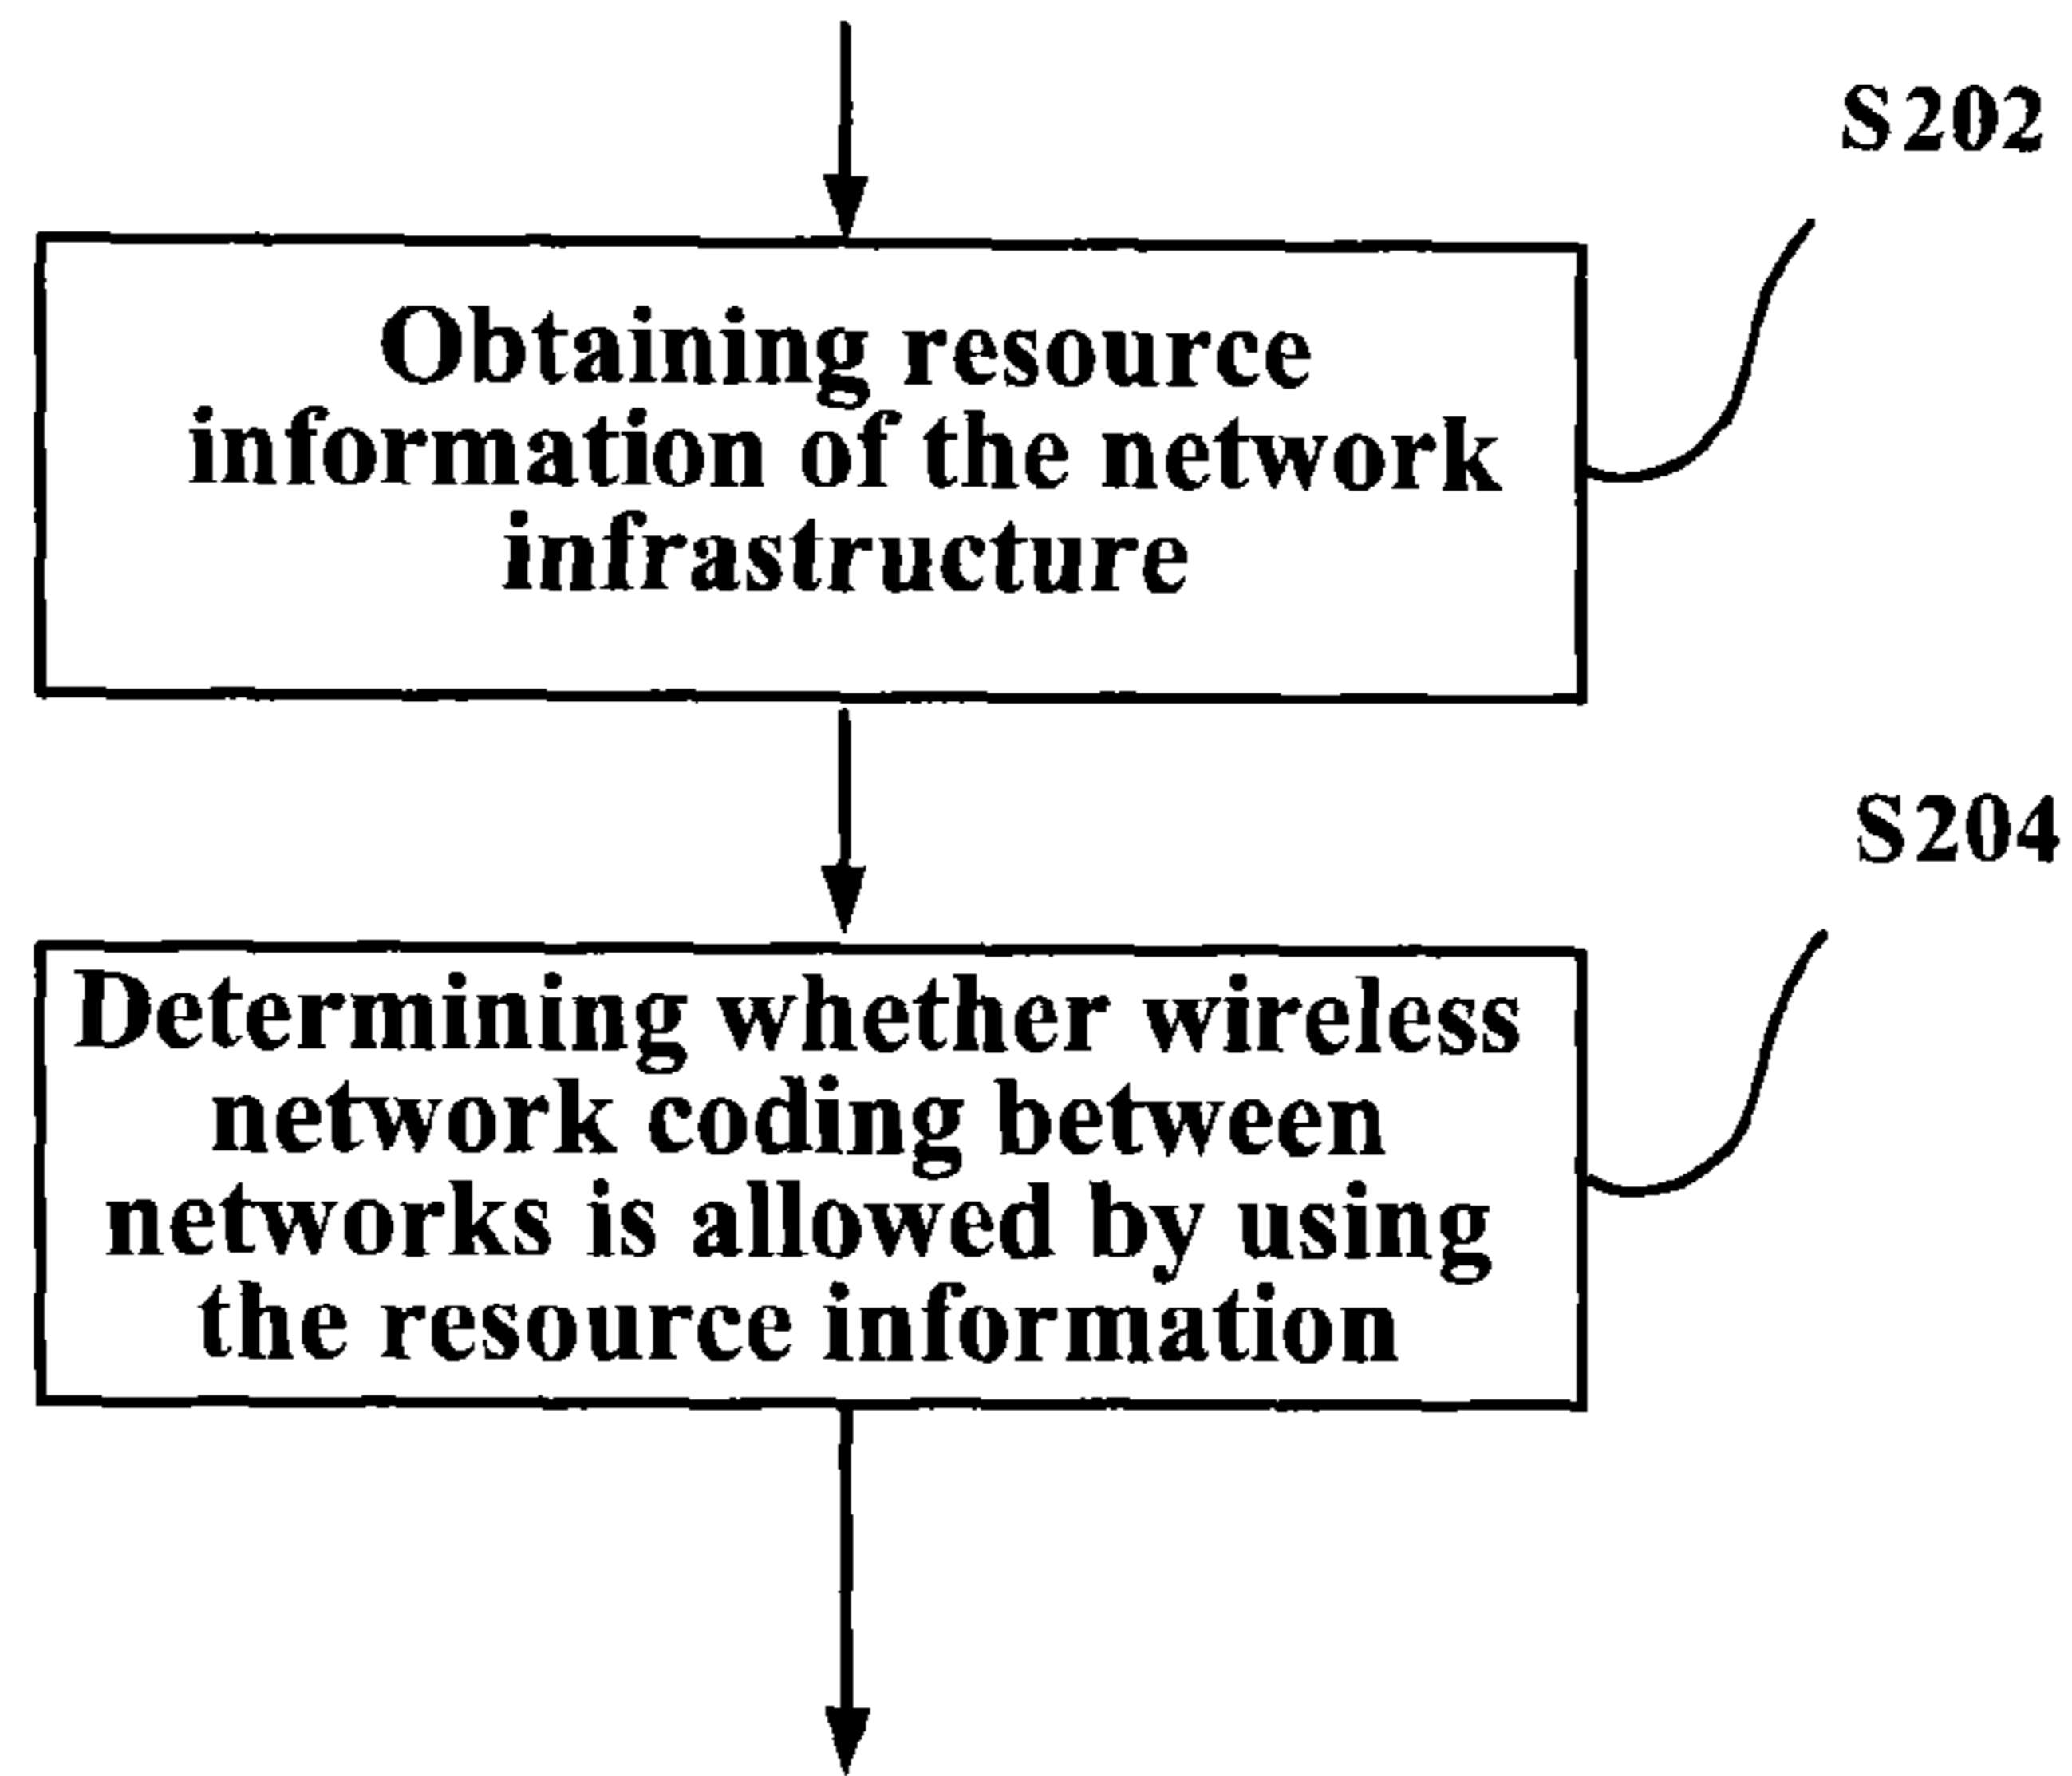 S202
Obtaining resource
information of the network
infrastructure
S204
Determining whether wireless
network coding between
networks is allowed by using
the resource information